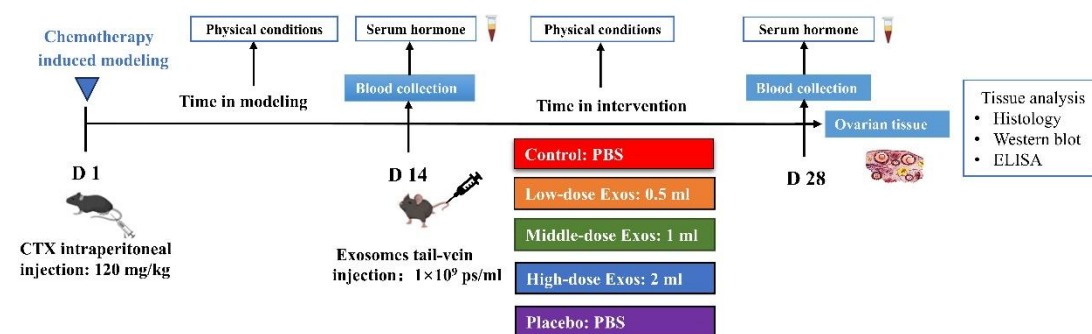 Chemotherapy
induced modeling
Physical conditions
Serum hormone
Physical conditions
Serum hormone
Time in modeling
Blood collection
Time in intervention
Blood collection
Ovarian tissue
Tissue analysis
• Histology
• Western blot
• ELISA
D 1
D 14
D 28
CTX intraperitoneal
injection: 120 mg/kg
Exosomes tail-vein
injection：1×10⁹ ps/ml
Control: PBS
Low-dose Exos: 0.5 ml
Middle-dose Exos: 1 ml
High-dose Exos: 2 ml
Placebo: PBS